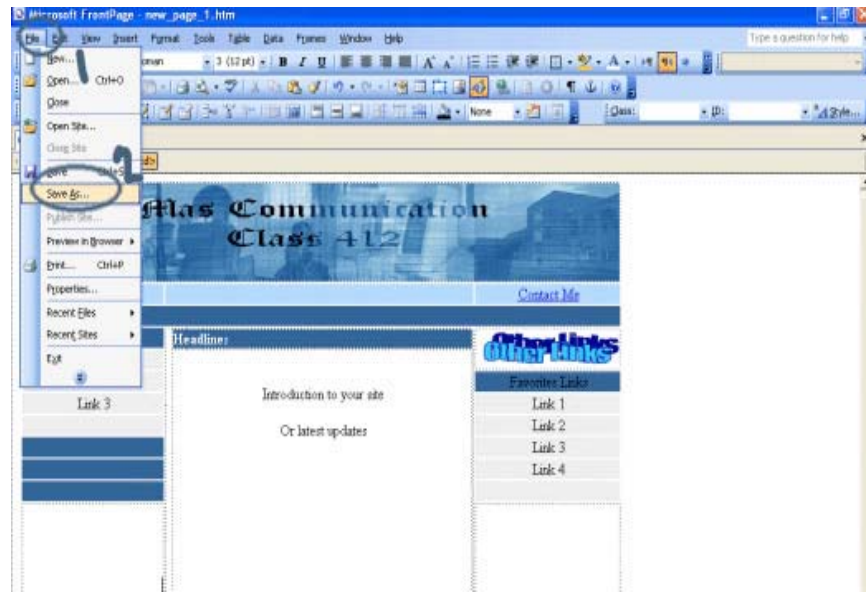 Microsoft FrontPage - new_page_1.htm
File Edit View Insert Format Tools Table Data Frames Window Help
Type a question for help
1
3 (12 pt) B I U
None
Class: ID: Style...
New...
Open... Ctrl+O
Close
Open Site...
Close Site
2
Save Ctrl+S
Save As...
Publish Site...
Preview in Browser
Print... Ctrl+P
Properties...
Recent Files
Recent Sites
Exit
Mas Communication
Class 412
Contact Me
Headline:
Other Links
Introduction to your site
Or latest updates
Link 3
Favorites Links
Link 1
Link 2
Link 3
Link 4